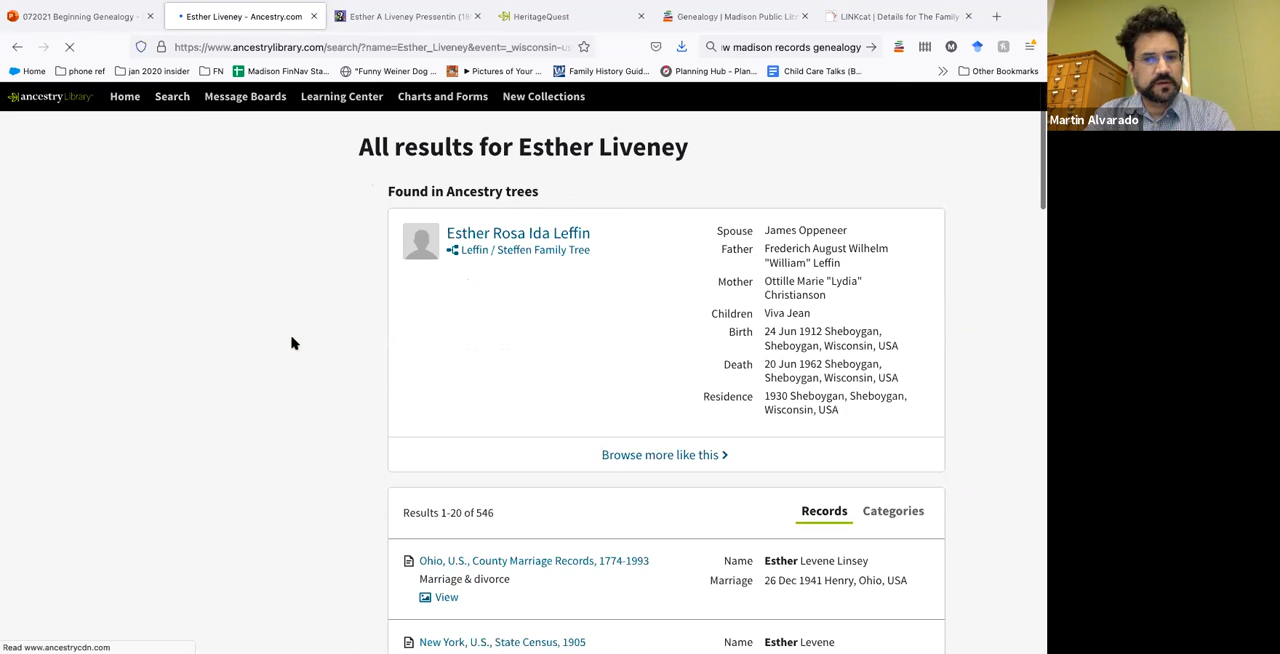 072021 Beginning Genealogy -
Esther Liveney - Ancestry.com
Esther A Liveney Pressentin (18
HeritageQuest
Genealogy | Madison Public Lib
LINKcat | Details for The Family
https://www.ancestrylibrary.com/search/?name=Esther_Liveney&event=_wisconsin-us
w madison records genealogy
Home
phone ref
jan 2020 insider
FN
Madison FinNav Sta...
"Funny Weiner Dog ...
►Pictures of Your ...
Family History Guid...
Planning Hub - Plan...
Child Care Talks (B...
Other Bookmarks
ancestryLibrary
Home
Search
Message Boards
Learning Center
Charts and Forms
New Collections
Martin Alvarado
All results for Esther Liveney
Found in Ancestry trees
Esther Rosa Ida Leffin
Leffin / Steffen Family Tree
Spouse James Oppeneer
Father Frederich August Wilhelm
"William" Leffin
Mother Ottille Marie "Lydia"
Christianson
Children Viva Jean
Birth 24 Jun 1912 Sheboygan,
Sheboygan, Wisconsin, USA
Death 20 Jun 1962 Sheboygan,
Sheboygan, Wisconsin, USA
Residence 1930 Sheboygan, Sheboygan,
Wisconsin, USA
Browse more like this
Results 1-20 of 546
Records
Categories
Ohio, U.S., County Marriage Records, 1774-1993
Marriage & divorce
View
Name Esther Levene Linsey
Marriage 26 Dec 1941 Henry, Ohio, USA
New York, U.S., State Census, 1905
Name Esther Levene
Read www.ancestrycdn.com